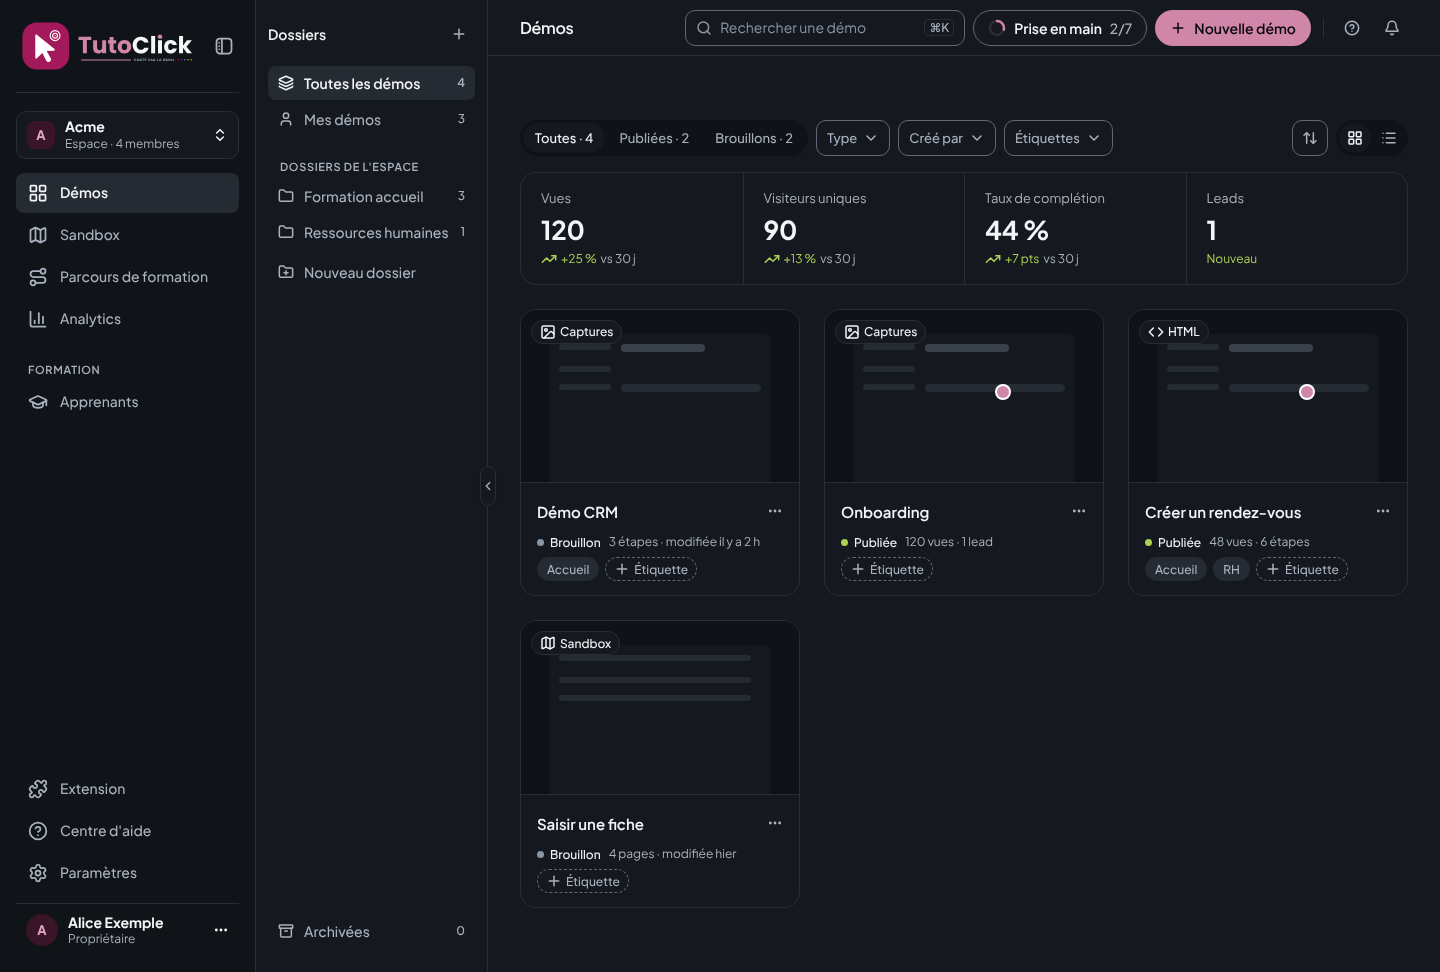 TutoClick
Acme
Espace · 4 membres
A
Démos
Sandbox
Parcours de formation
Analytics
FORMATION
Apprenants
Extension
Centre d'aide
Paramètres
A
Alice Exemple
Propriétaire
Dossiers
Toutes les démos 4
Mes démos 3
DOSSIERS DE L'ESPACE
Formation accueil 3
Ressources humaines 1
Nouveau dossier
Archivées 0
Démos
Rechercher une démo ⌘K
Prise en main 2/7
+ Nouvelle démo
Toutes · 4 Publiées · 2 Brouillons · 2 Type Créé par Étiquettes
Vues
120
+25 % vs 30 j
Visiteurs uniques
90
+13 % vs 30 j
Taux de complétion
44 %
+7 pts vs 30 j
Leads
1
Nouveau
Captures
Démo CRM
Brouillon 3 étapes · modifiée il y a 2 h
Accueil + Étiquette
Captures
Onboarding
Publiée 120 vues · 1 lead
+ Étiquette
HTML
Créer un rendez-vous
Publiée 48 vues · 6 étapes
Accueil RH + Étiquette
Sandbox
Saisir une fiche
Brouillon 4 pages · modifiée hier
+ Étiquette